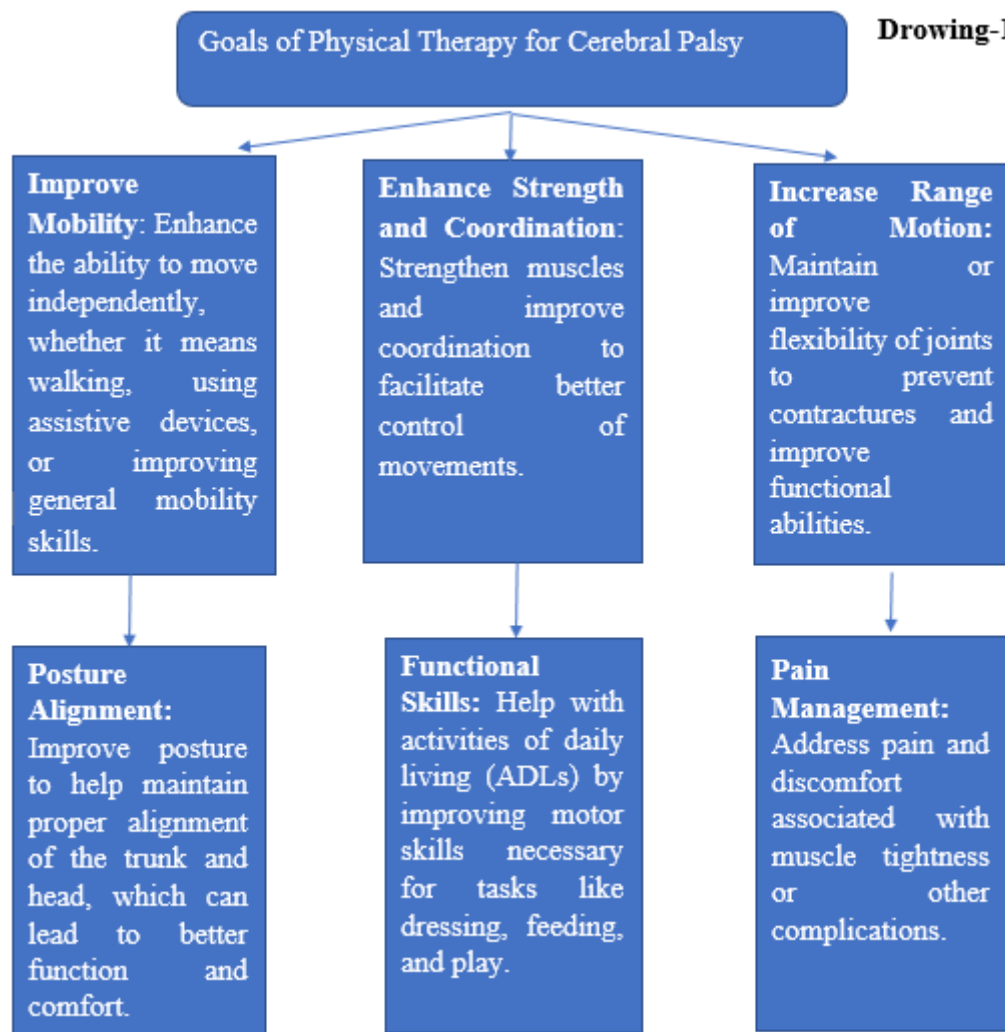 Goals of Physical Therapy for Cerebral Palsy
Drowing-
Improve
Mobility: Enhance
the ability to move
independently,
whether it means
walking, using
assistive devices,
or improving
general mobility
skills.
Enhance Strength
and Coordination:
Strengthen muscles
and improve
coordination to
facilitate better
control of
movements.
Increase Range
of Motion:
Maintain or
improve
flexibility of joints
to prevent
contractures and
improve
functional
abilities.
Posture
Alignment:
Improve posture
to help maintain
proper alignment
of the trunk and
head, which can
lead to better
function and
comfort.
Functional
Skills: Help with
activities of daily
living (ADLs) by
improving motor
skills necessary
for tasks like
dressing, feeding,
and play.
Pain
Management:
Address pain and
discomfort
associated with
muscle tightness
or other
complications.